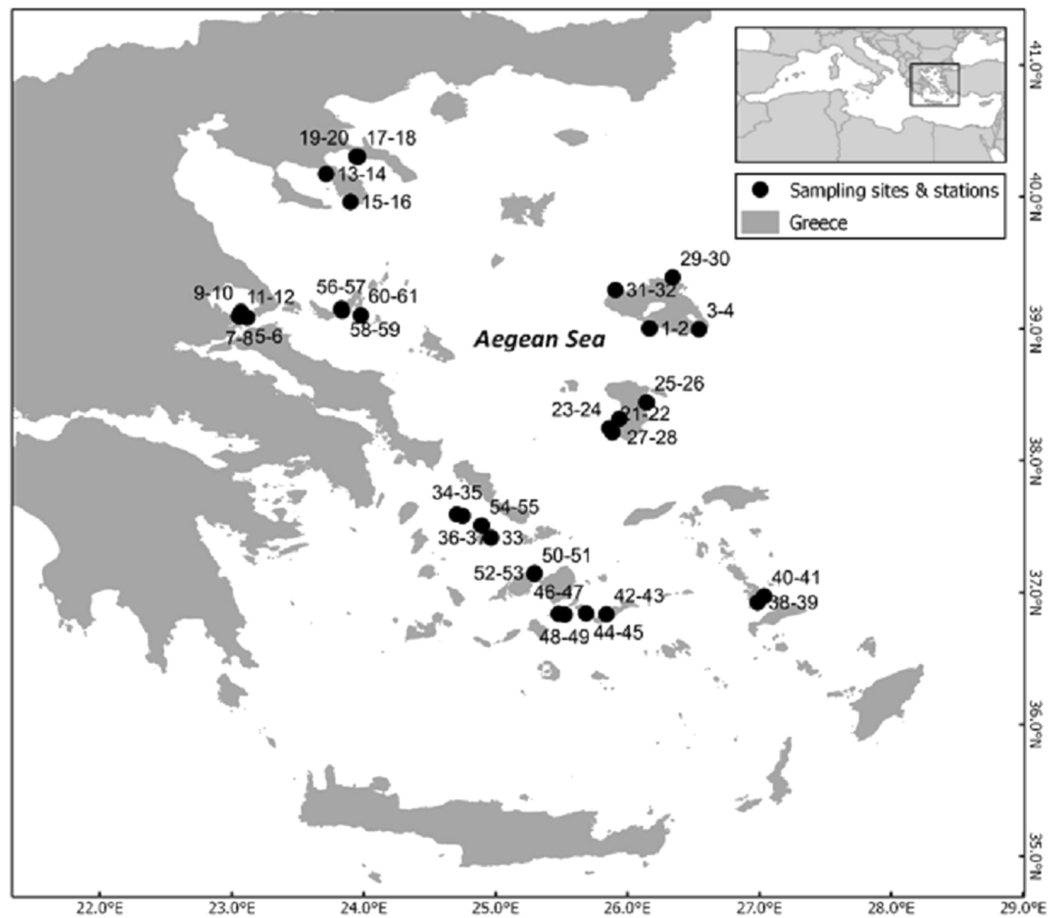 41.0°N
19-20 17-18
13-14
15-16
40.0°N
Sampling sites & stations
Greece
29-30
31-32
3-4
1-2
9-10 11-12
7-8 5-6
56-57
60-61
58-59
39.0°N
Aegean Sea
25-26
23-24 21-22
27-28
38.0°N
34-35
54-55
36-37 33
50-51
52-53
46-47
42-43
48-49 44-45
40-41
38-39
37.0°N
36.0°N
35.0°N
22.0°E 23.0°E 24.0°E 25.0°E 26.0°E 27.0°E 28.0°E 29.0°E